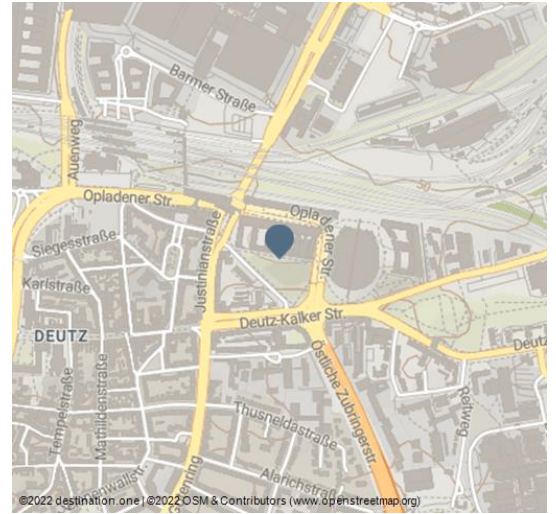 Barmer Straße
Auenweg
Opladener Str.
Opladener Str.
Siegesstraße
Justinianstraße
Karlstraße
DEUTZ
Deutz-Kalker Str.
Deutz
Östliche Zubringerstr.
Tempelstraße
Mathildenstraße
Reitweg
Thusneldastraße
Alarichstraße
©2022 destination.one | ©2022 OSM & Contributors (www.openstreetmap.org)